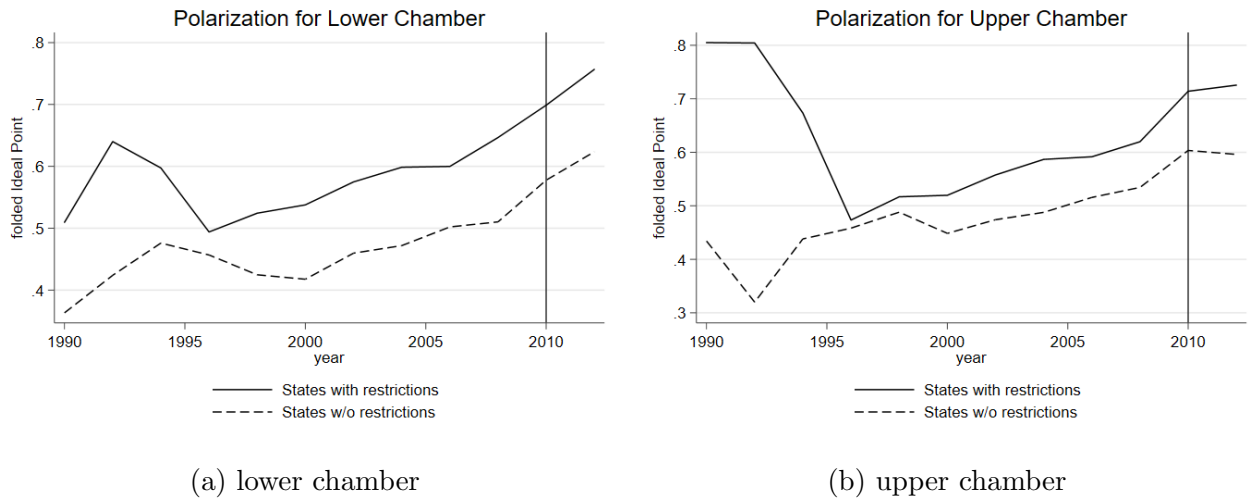 Polarization for Lower Chamber
folded Ideal Point
.8
.7
.6
.5
.4
1990
1995
2000
2005
2010
year
States with restrictions
States w/o restrictions
(a) lower chamber
Polarization for Upper Chamber
folded Ideal Point
.8
.7
.6
.5
.4
.3
1990
1995
2000
2005
2010
year
States with restrictions
States w/o restrictions
(b) upper chamber